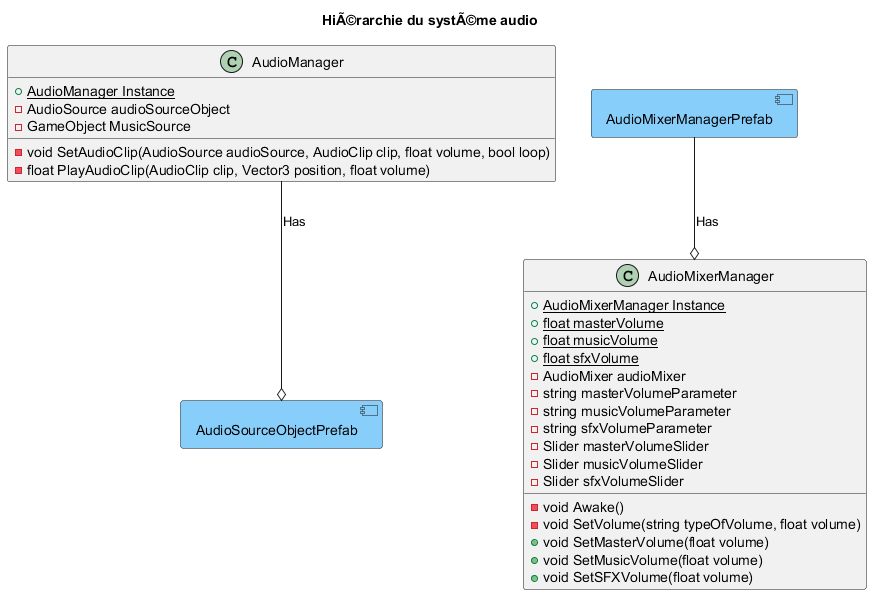 HiÃ©rarchie du systÃ©me audio
C AudioManager
AudioManager Instance
AudioSource audioSourceObject
GameObject MusicSource
void SetAudioClip(AudioSource audioSource, AudioClip clip, float volume, bool loop)
float PlayAudioClip(AudioClip clip, Vector3 position, float volume)
AudioMixerManagerPrefab
Has
Has
C AudioMixerManager
AudioMixerManager Instance
float masterVolume
float musicVolume
float sfxVolume
AudioMixer audioMixer
string masterVolumeParameter
string musicVolumeParameter
string sfxVolumeParameter
Slider masterVolumeSlider
Slider musicVolumeSlider
Slider sfxVolumeSlider
void Awake()
void SetVolume(string typeOfVolume, float volume)
void SetMasterVolume(float volume)
void SetMusicVolume(float volume)
void SetSFXVolume(float volume)
AudioSourceObjectPrefab